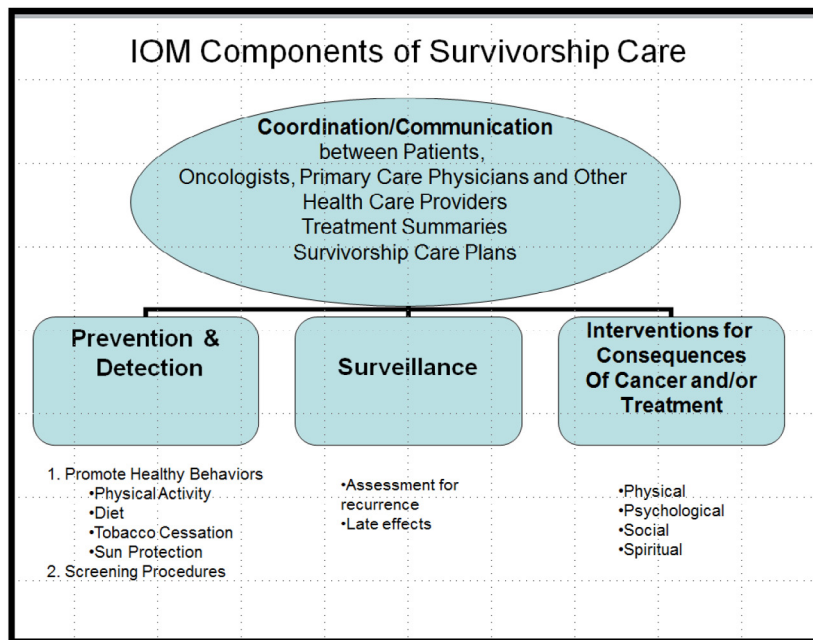 IOM Components of Survivorship Care
Coordination/Communication
between Patients,
Oncologists, Primary Care Physicians and Other
Health Care Providers
Treatment Summaries
Survivorship Care Plans
Prevention &
Detection
Surveillance
Interventions for
Consequences
Of Cancer and/or
Treatment
1. Promote Healthy Behaviors
•Physical Activity
•Diet
•Tobacco Cessation
•Sun Protection
2. Screening Procedures
•Assessment for
recurrence
•Late effects
•Physical
•Psychological
•Social
•Spiritual